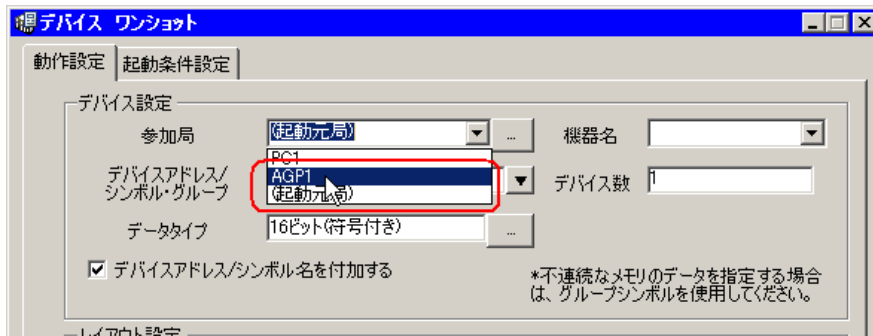 デバイス ワンショット
動作設定 起動条件設定
デバイス設定
参加局 (起動元局) ... 機器名
PC1
AGP1
(起動元局)
デバイスアドレス/
シンボル・グループ
デバイス数 1
データタイプ 16ビット(符号付き) ...
デバイスアドレス/シンボル名を付加する
*不連続なメモリのデータを指定する場合
は、グループシンボルを使用してください。
レイアウト設定